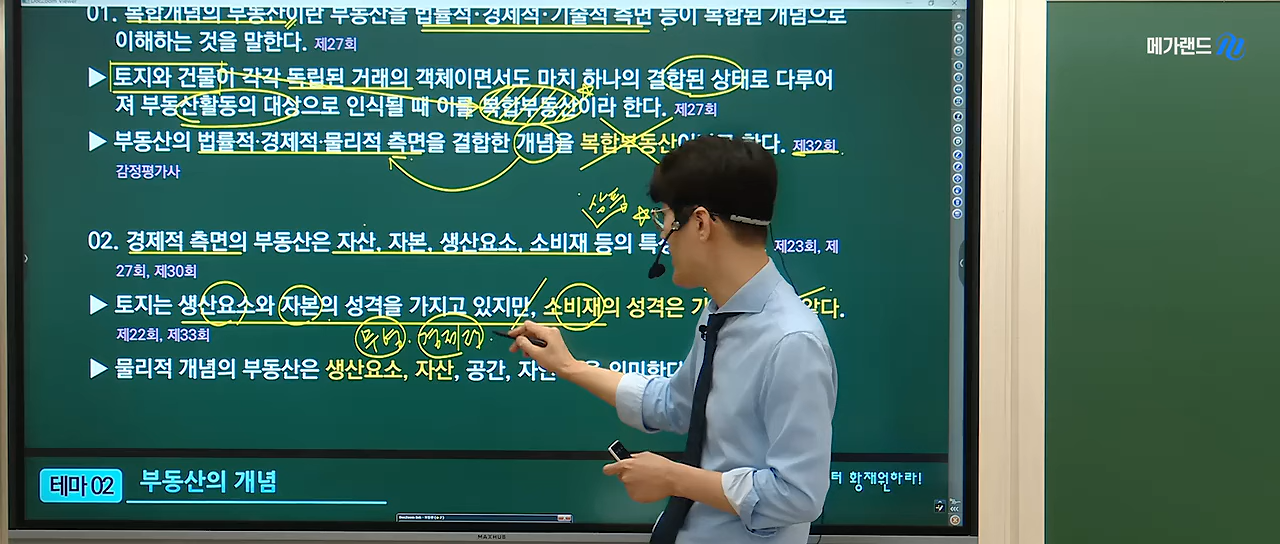 01. 복합개념의 부동산이란 부동산을 법률적·경제적·기술적 측면 등이 복합된 개념으로
이해하는 것을 말한다. 제27회
▶ 토지와 건물이 각각 독립된 거래의 객체이면서도 마치 하나의 결합된 상태로 다루어
져 부동산활동의 대상으로 인식될 때 이를 복합부동산이라 한다. 제27회
▶ 부동산의 법률적·경제적·물리적 측면을 결합한 개념을 복합부동산이 한다. 제32회
감정평가사
02. 경제적 측면의 부동산은 자산, 자본, 생산요소, 소비재 등의 제23회, 제
27회, 제30회
▶ 토지는 생산요소와 자본의 성격을 가지고 있지만, 소비재의 성격은 않다.
제22회, 제33회
▶ 물리적 개념의 부동산은 생산요소, 자산, 공간,
테마 02 부동산의 개념
황재원하라!
MAXHUB
메가랜드